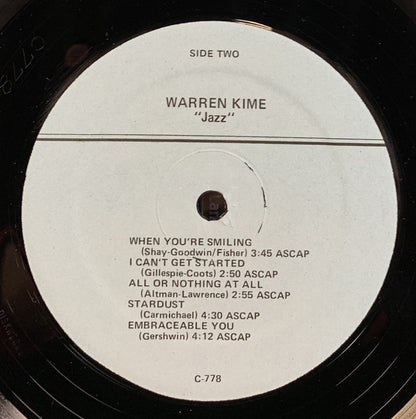 SIDE TWO
WARREN KIME
"Jazz"
WHEN YOU'RE SMILING
(Shay-Goodwin/Fisher) 3:45 ASCAP
I CAN'T GET STARTED
(Gillespie-Coots) 2:50 ASCAP
ALL OR NOTHING AT ALL
(Altman-Lawrence) 2:55 ASCAP
STARDUST
(Carmichael) 4:30 ASCAP
EMBRACEABLE YOU
(Gershwin) 4:12 ASCAP
C-778